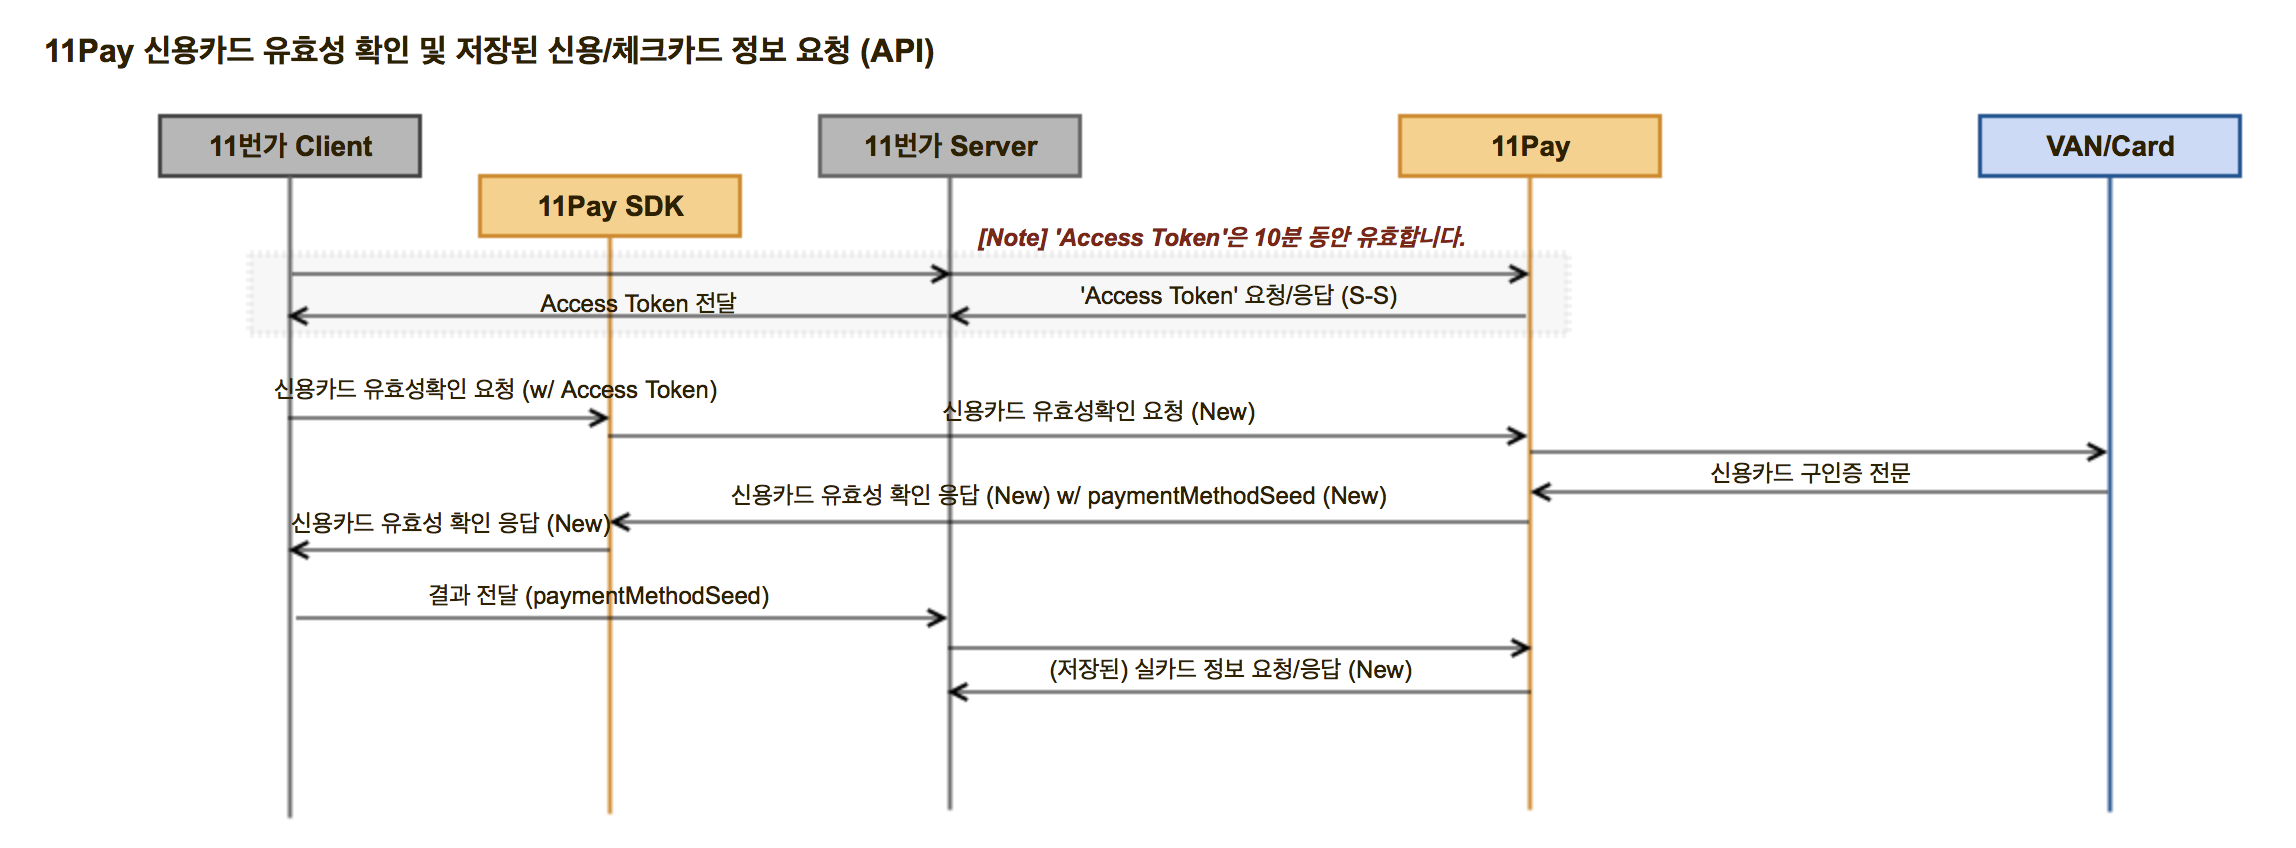 11Pay 신용카드 유효성 확인 및 저장된 신용/체크카드 정보 요청 (API)
11번가 Client
11번가 Server
11Pay
VAN/Card
11Pay SDK
[Note] 'Access Token'은 10분 동안 유효합니다.
Access Token 전달
'Access Token' 요청/응답 (S-S)
신용카드 유효성확인 요청 (w/ Access Token)
신용카드 유효성확인 요청 (New)
신용카드 구인증 전문
신용카드 유효성 확인 응답 (New) w/ paymentMethodSeed (New)
신용카드 유효성 확인 응답 (New)
결과 전달 (paymentMethodSeed)
(저장된) 실카드 정보 요청/응답 (New)